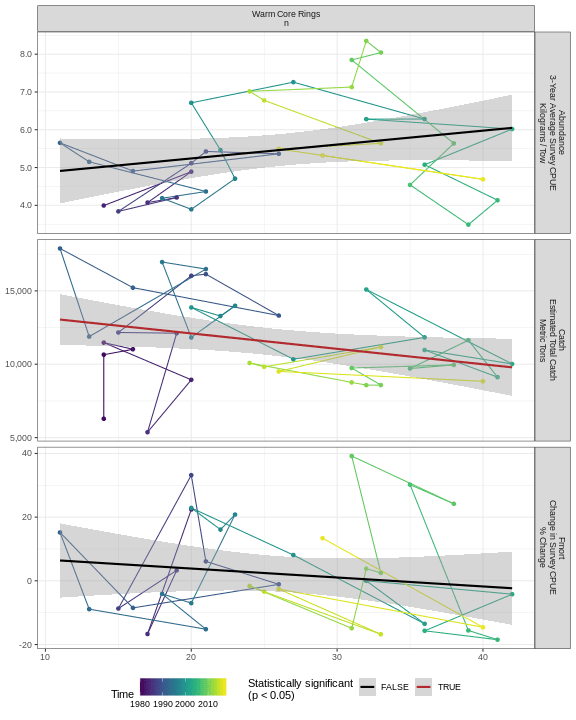 Warm Core Rings
n
8.0
7.0
6.0
5.0
4.0
Abundance
3-Year Average Survey CPUE
Kilograms / Tow
15,000
10,000
5,000
Catch
Estimated Total Catch
Metric Tons
40
20
0
-20
Fmort
Change in Survey CPUE
% Change
10 20 30 40
Time
1980 1990 2000 2010
Statistically significant
(p < 0.05)
FALSE TRUE